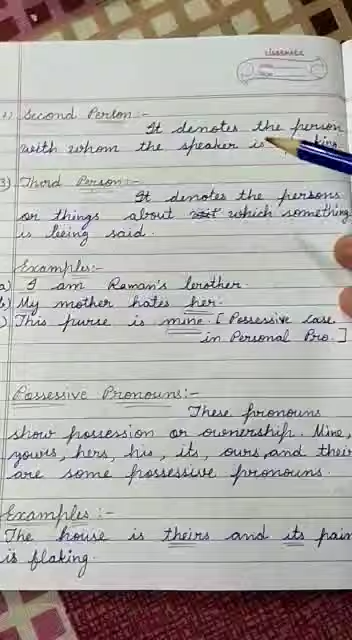 classmate
2) Second Person :-
It denotes the person
with whom the speaker is
3) Third Person:-
It denotes the persons
or things about which something
is being said.
Examples:-
a) I am Raman's brother.
b) My mother hates her.
) This purse is mine. [Possessive case
in Personal Pro.]
Possessive Pronouns:-
These pronouns
show possession or ownership. Mine,
yours, hers, his, its, ours, and their
are some possessive pronouns.
Examples :-
The house is theirs and its pain
is flaking.